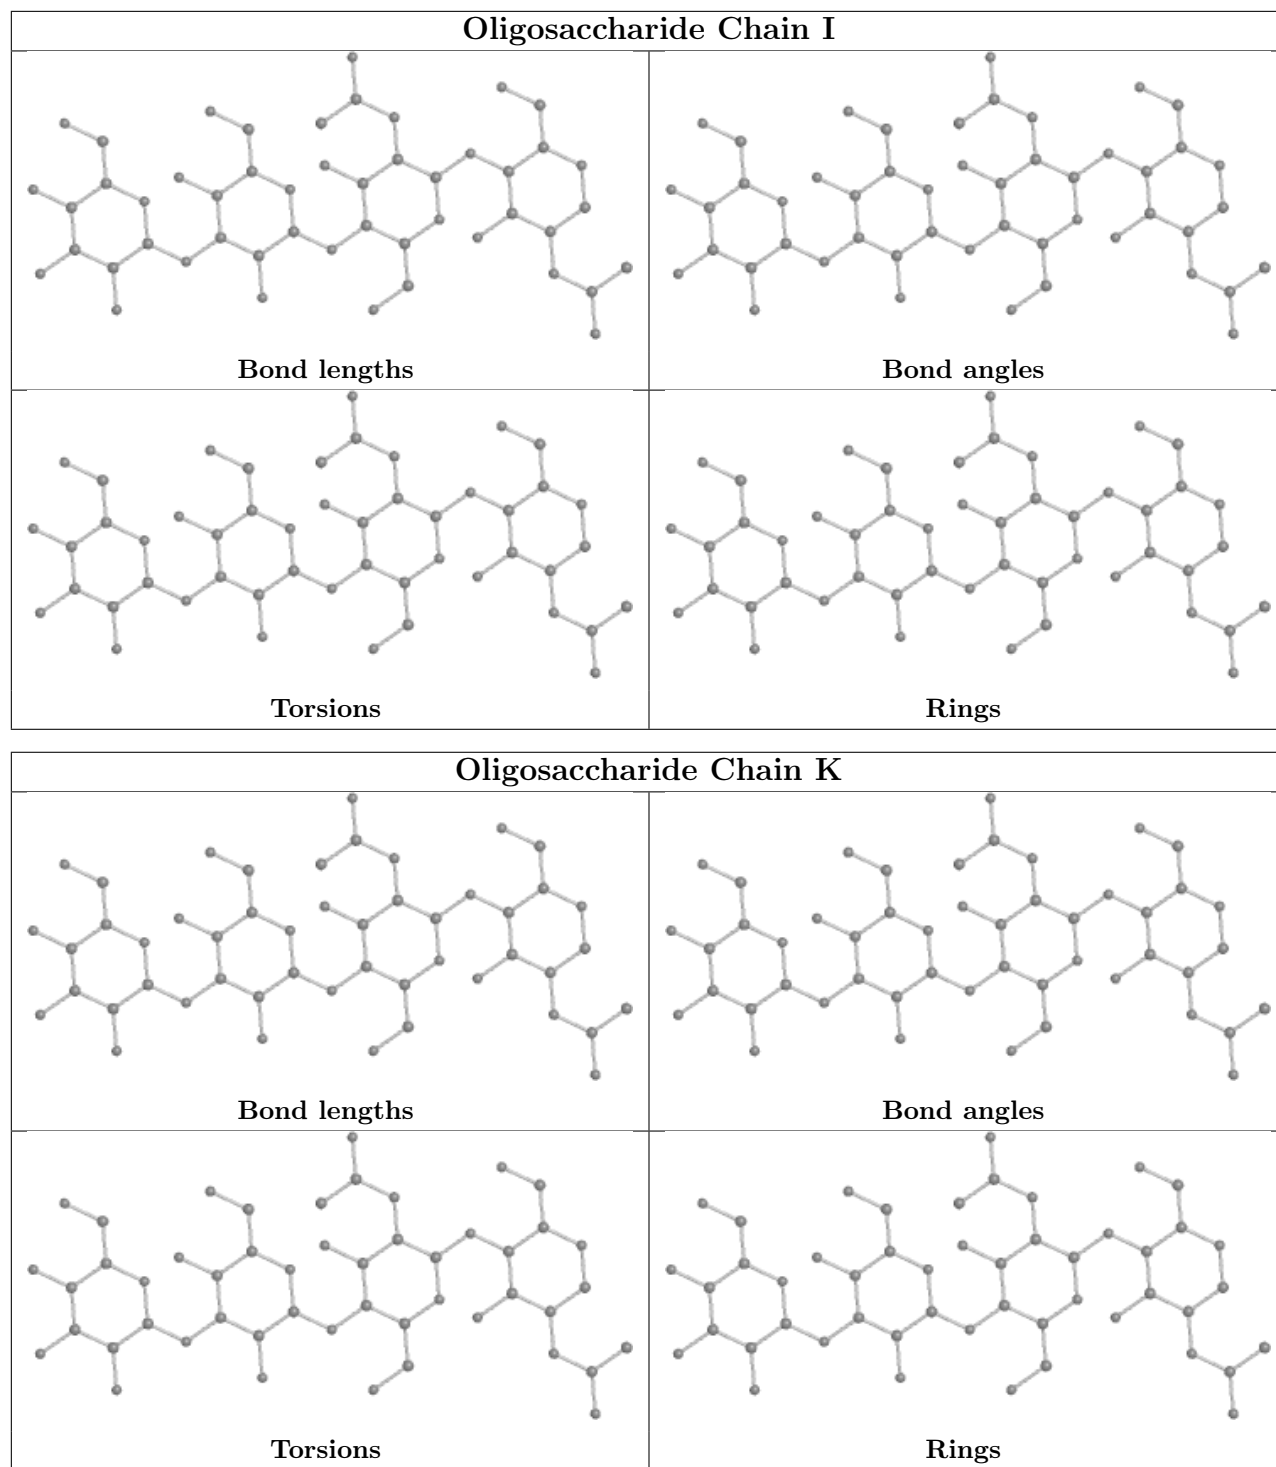 Oligosaccharide Chain I
Bond lengths
Bond angles
Torsions
Rings
Oligosaccharide Chain K
Bond lengths
Bond angles
Torsions
Rings